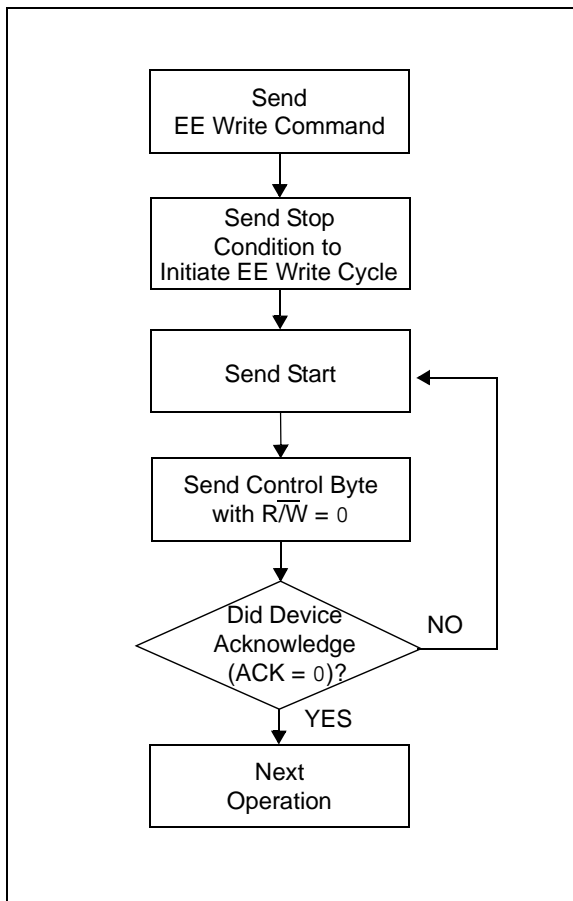 Send
EE Write Command
Send Stop
Condition to
Initiate EE Write Cycle
Send Start
Send Control Byte
with R/W̅ = 0
Did Device
Acknowledge
(ACK = 0)?
NO
YES
Next
Operation